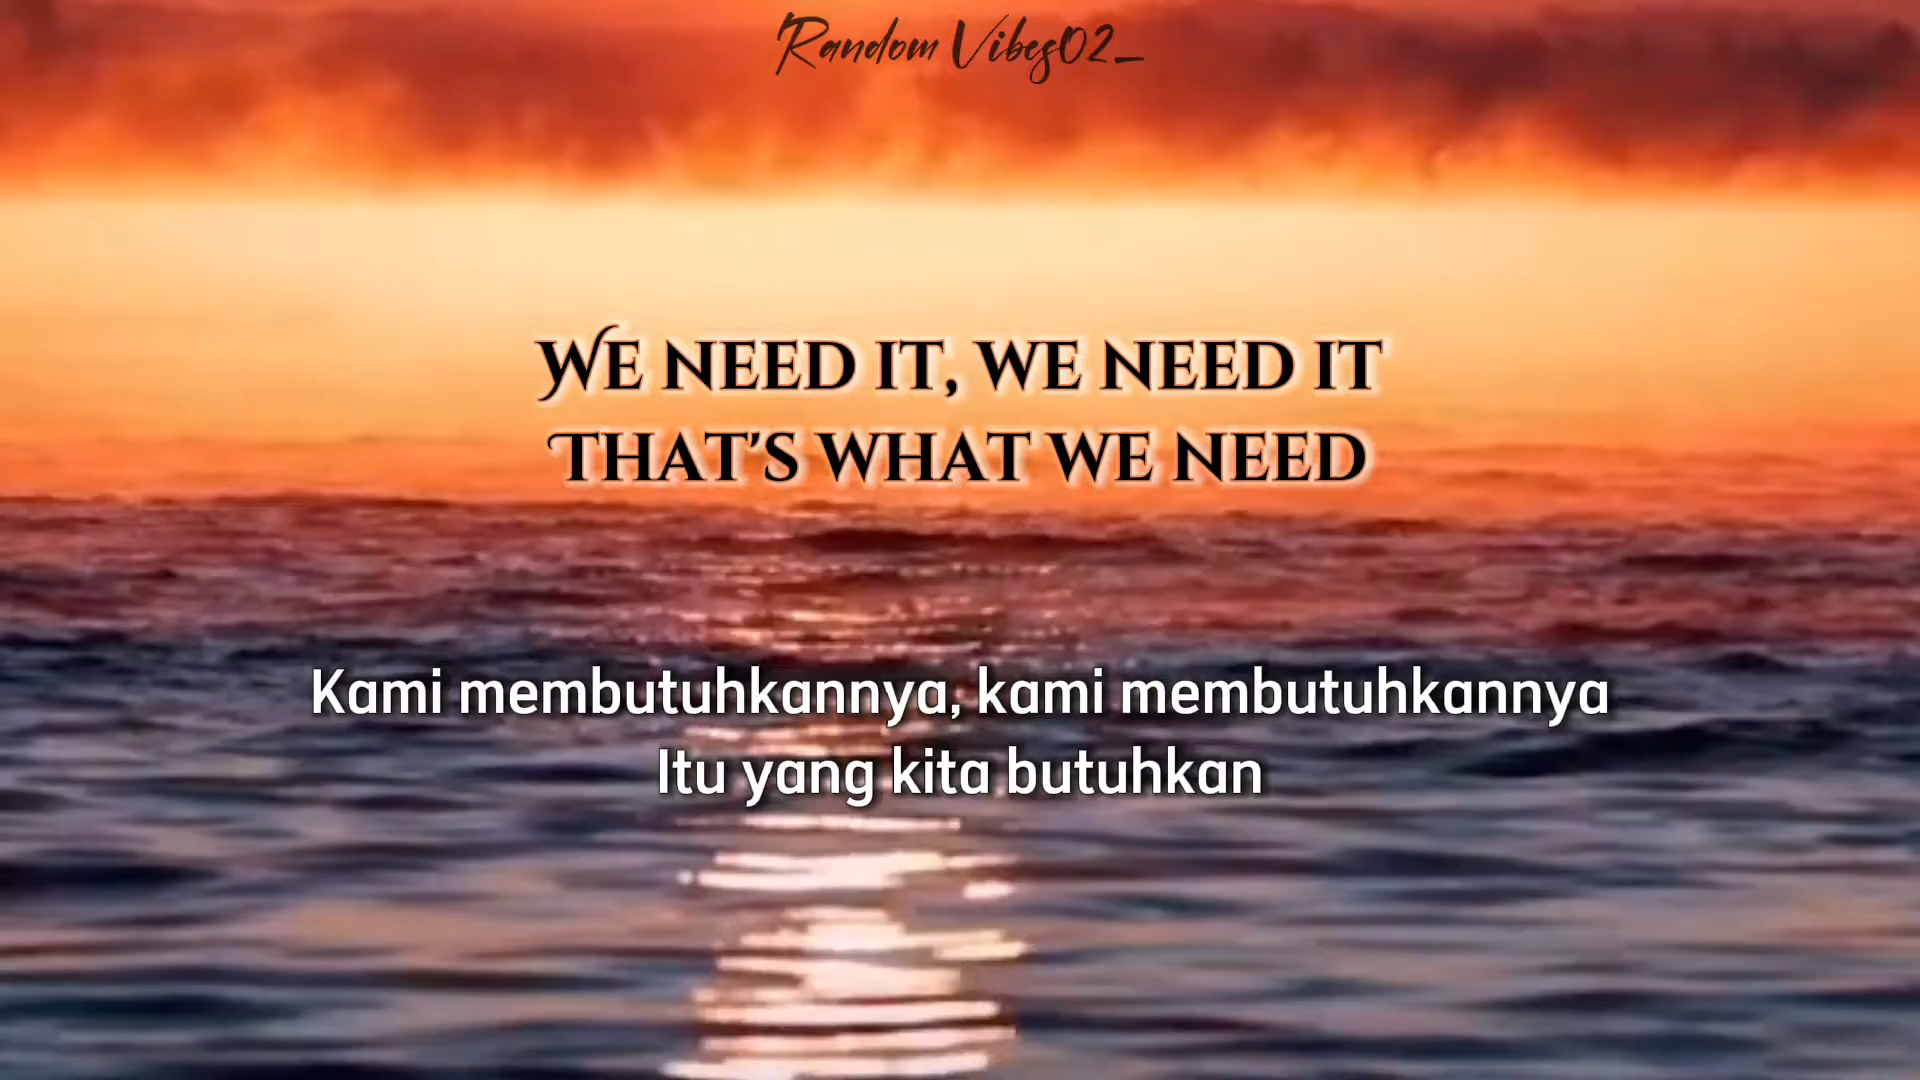 Random Vibes02_
We need it, we need it
That's what we need
Kami membutuhkannya, kami membutuhkannya
Itu yang kita butuhkan